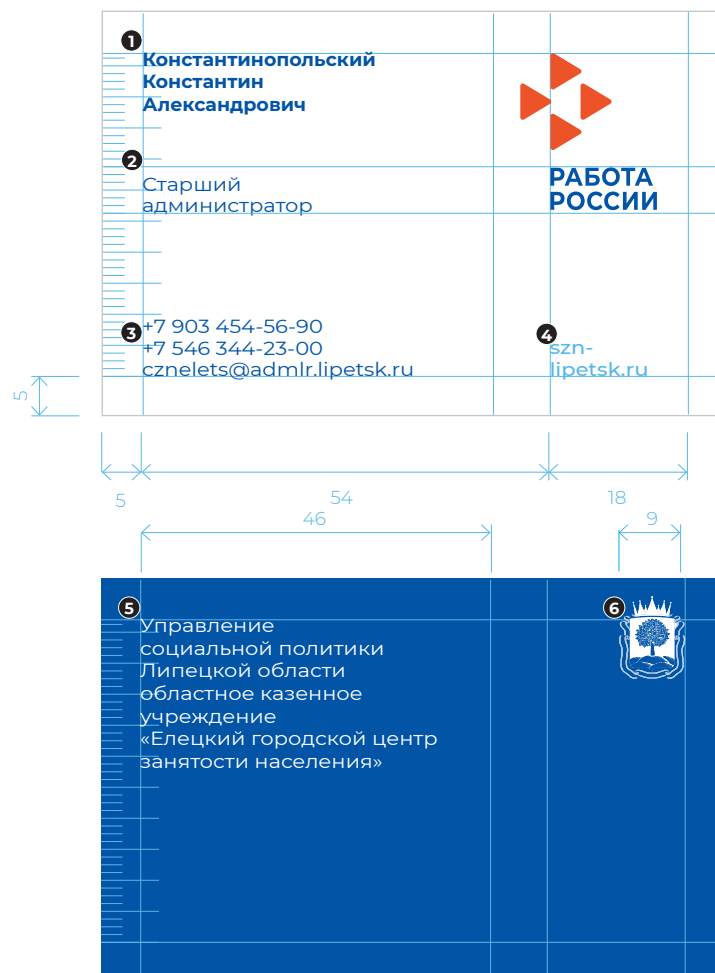 1
Константинопольский
Константин
Александрович
2
Старший
администратор
РАБОТА
РОССИИ
3
+7 903 454-56-90
+7 546 344-23-00
cznelets@admlr.lipetsk.ru
4
szn-
lipetsk.ru
5
5
54
18
46
9
5
Управление
социальной политики
Липецкой области
областное казенное
учреждение
«Елецкий городской центр
занятости населения»
6